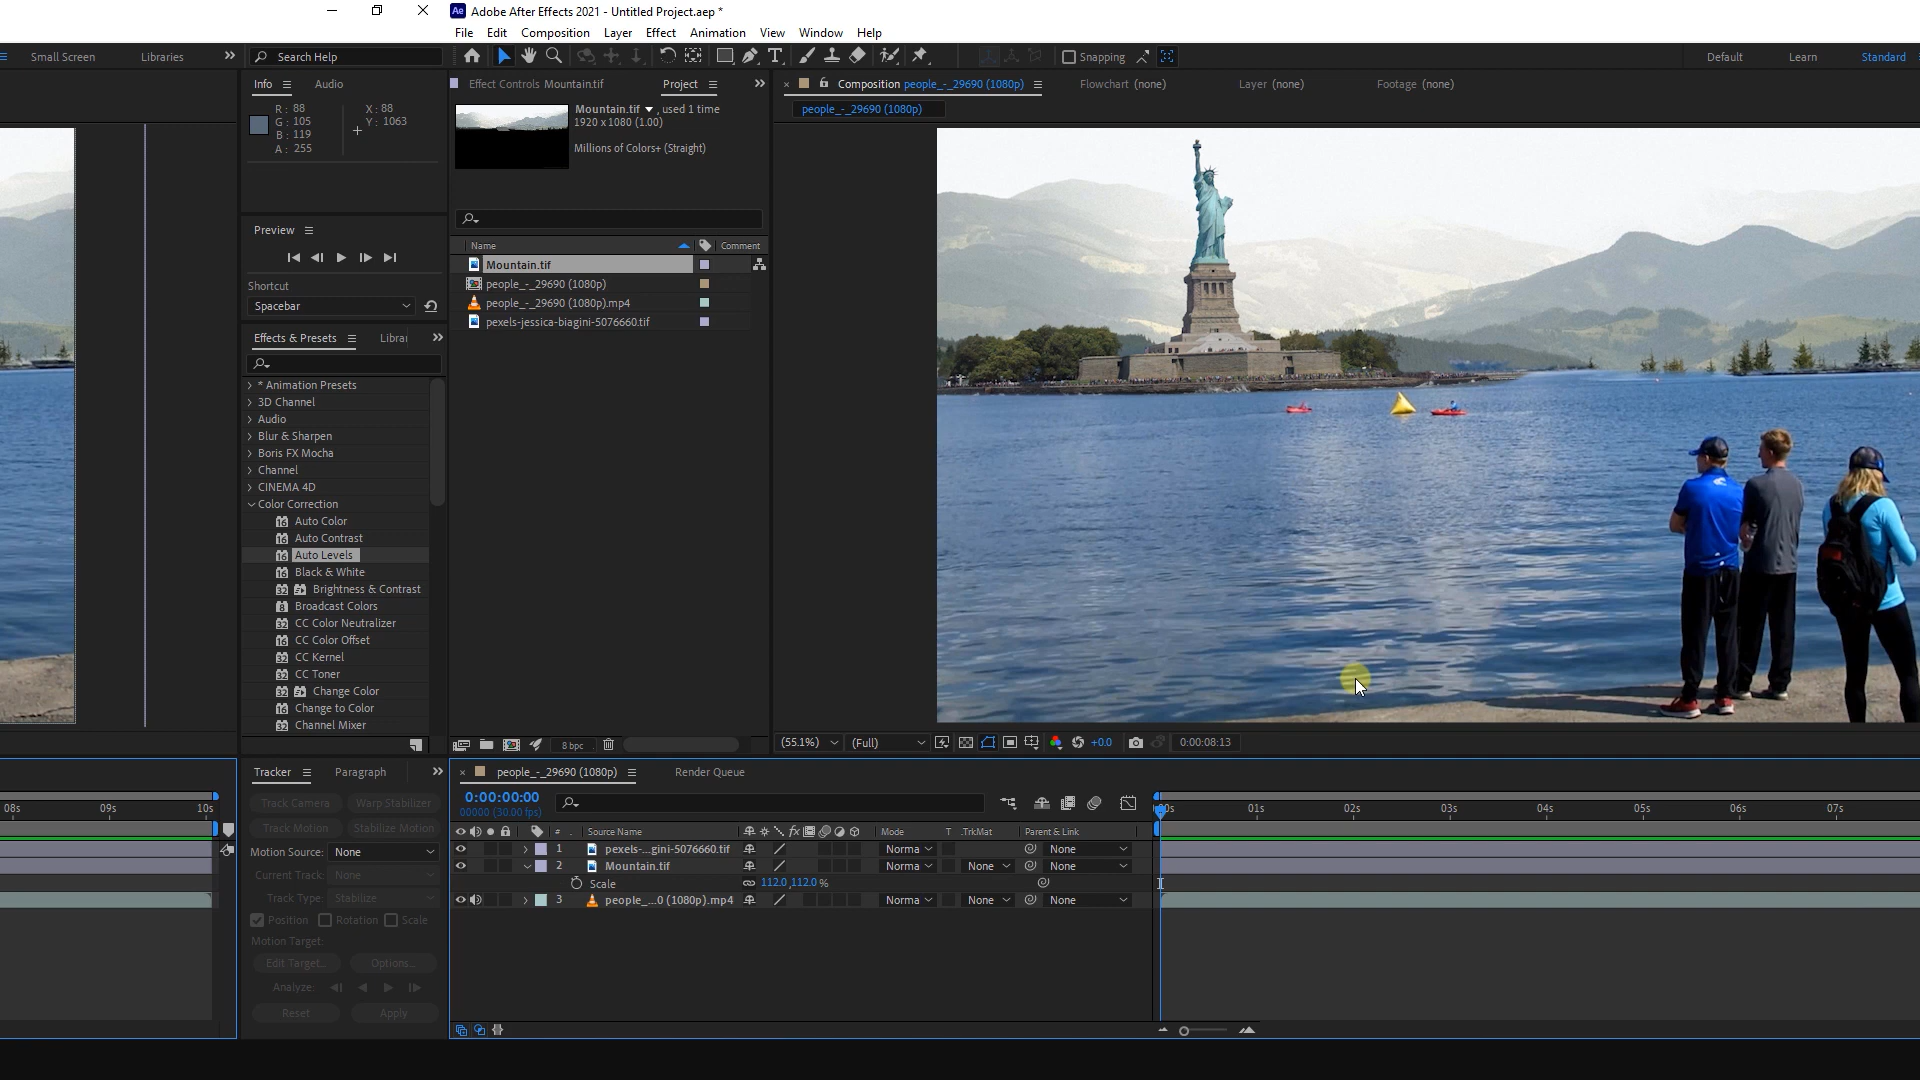 Adobe After Effects 2021 - Untitled Project.aep *
File Edit Composition Layer Effect Animation View Window Help
Small Screen Libraries
Search Help
Snapping
Default Learn Standard
Info Audio
R: 88
G: 105
B: 119
A: 255
X: 88
Y: 1063
Preview
Shortcut
Spacebar
Effects & Presets
* Animation Presets
3D Channel
Audio
Blur & Sharpen
Boris FX Mocha
Channel
CINEMA 4D
Color Correction
Auto Color
Auto Contrast
Auto Levels
Black & White
Brightness & Contrast
Broadcast Colors
CC Color Neutralizer
CC Color Offset
CC Kernel
CC Toner
Change Color
Change to Color
Channel Mixer
Effect Controls Mountain.tif
Project
Mountain.tif , used 1 time
1920 x 1080 (1.00)
Millions of Colors+ (Straight)
Name Comment
Mountain.tif
people_-_29690 (1080p)
people_-_29690 (1080p).mp4
pexels-jessica-biagini-5076660.tif
8 bpc
Composition people_-_29690 (1080p)
Flowchart (none)
Layer (none)
Footage (none)
people_-_29690 (1080p)
(55.1%) (Full) +0.0 0:00:08:13
08s 09s 10s
Tracker Paragraph
Track Camera Warp Stabilizer
Track Motion Stabilize Motion
Motion Source: None
Current Track: None
Track Type: Stabilize
Position Rotation Scale
Motion Target:
Edit Target... Options...
Analyze:
Reset Apply
people_-_29690 (1080p)
Render Queue
0:00:00:00
00000 (30.00 fps)
01s 02s 03s 04s 05s 06s 07s
# Source Name fx Mode T .TrkMat Parent & Link
1 pexels-...gini-5076660.tif Norma None
2 Mountain.tif Norma None None
Scale 112.0,112.0 %
3 people_...0 (1080p).mp4 Norma None None